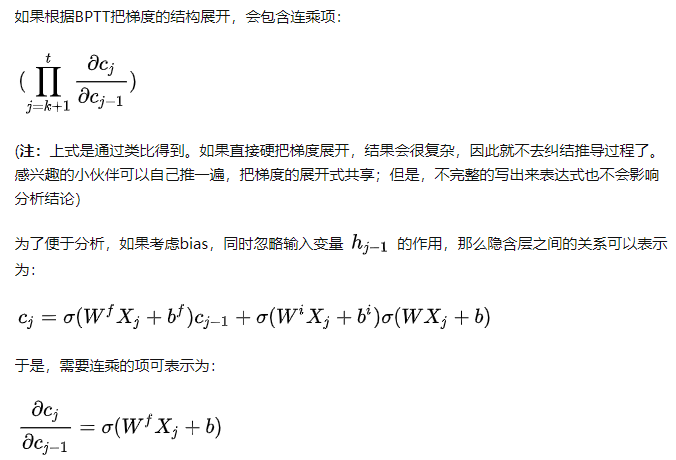 如果根据BPTT把梯度的结构展开，会包含连乘项：
$(\prod_{j=k+1}^{t} \frac{\partial c_j}{\partial c_{j-1}})$
(注：上式是通过类比得到。如果直接硬把梯度展开，结果会很复杂，因此就不去纠结推导过程了。
感兴趣的小伙伴可以自己推一遍，把梯度的展开式共享；但是，不完整的写出来表达式也不会影响
分析结论)
为了便于分析，如果考虑bias，同时忽略输入变量 $h_{j-1}$ 的作用，那么隐含层之间的关系可以表示
为：
$c_j = \sigma(W^f X_j + b^f)c_{j-1} + \sigma(W^i X_j + b^i)\sigma(W X_j + b)$
于是，需要连乘的项可表示为：
$\frac{\partial c_j}{\partial c_{j-1}} = \sigma(W^f X_j + b)$